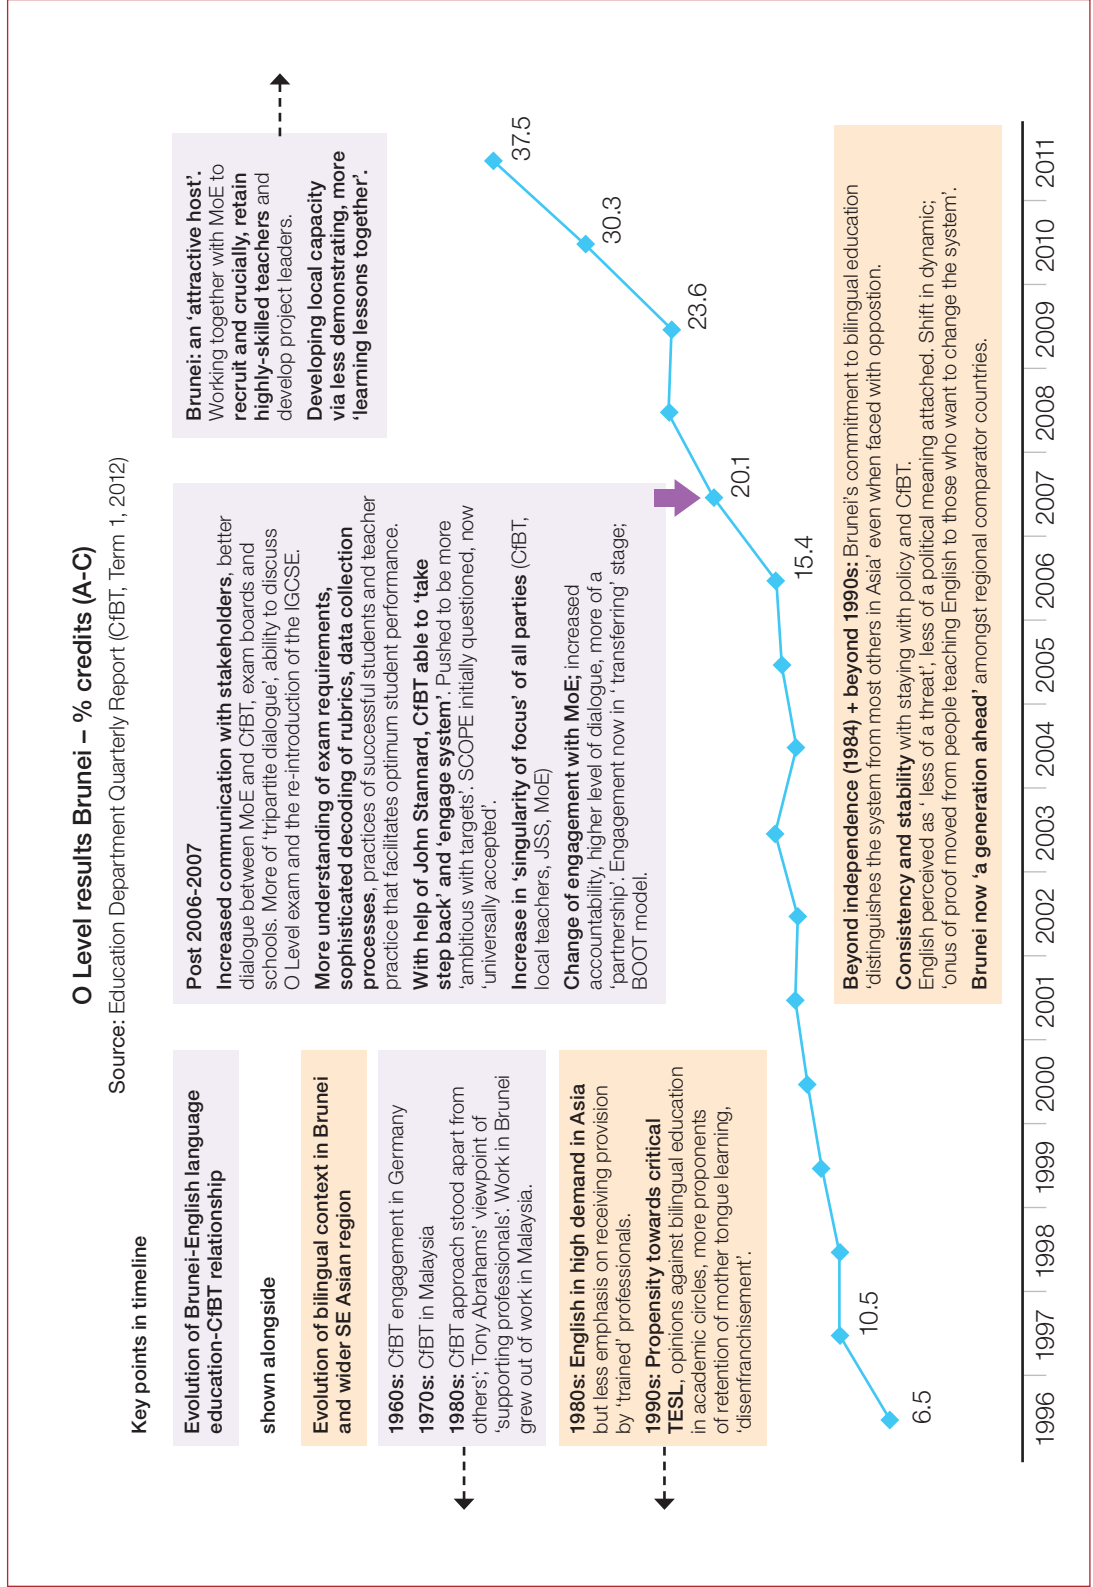 O Level results Brunei – % credits (A-C)
Source: Education Department Quarterly Report (CfBT, Term 1, 2012)
Key points in timeline
Evolution of Brunei-English language
education-CfBT relationship
shown alongside
Evolution of bilingual context in Brunei
and wider SE Asian region
1960s: CfBT engagement in Germany
1970s: CfBT in Malaysia
1980s: CfBT approach stood apart from
others'; Tony Abrahams' viewpoint of
'supporting professionals'. Work in Brunei
grew out of work in Malaysia.
1980s: English in high demand in Asia
but less emphasis on receiving provision
by 'trained' professionals.
1990s: Propensity towards critical
TESL, opinions against bilingual education
in academic circles, more proponents
of retention of mother tongue learning,
'disenfranchisement'.
Post 2006-2007
Increased communication with stakeholders, better
dialogue between MoE and CfBT, exam boards and
schools. More of 'tripartite dialogue', ability to discuss
O Level exam and the re-introduction of the IGCSE.
More understanding of exam requirements,
sophisticated decoding of rubrics, data collection
processes, practices of successful students and teacher
practice that facilitates optimum student performance.
With help of John Stannard, CfBT able to 'take
step back' and 'engage system'. Pushed to be more
'ambitious with targets'. SCOPE initially questioned, now
'universally accepted'.
Increase in 'singularity of focus' of all parties (CfBT,
local teachers, JSS, MoE)
Change of engagement with MoE; increased
accountability, higher level of dialogue, more of a
'partnership'. Engagement now in ' transferring' stage;
BOOT model.
Brunei: an 'attractive host'.
Working together with MoE to
recruit and crucially, retain
highly-skilled teachers and
develop project leaders.
Developing local capacity
via less demonstrating, more
'learning lessons together'.
6.5
10.5
15.4
20.1
23.6
30.3
37.5
Beyond independence (1984) + beyond 1990s: Brunei's commitment to bilingual education
'distinguishes the system from most others in Asia' even when faced with oppostion.
Consistency and stability with staying with policy and CfBT.
English perceived as ' less of a threat', less of a political meaning attached. Shift in dynamic;
'onus of proof moved from people teaching English to those who want to change the system'.
Brunei now 'a generation ahead' amongst regional comparator countries.
1996 1997 1998 1999 2000 2001 2002 2003 2004 2005 2006 2007 2008 2009 2010 2011